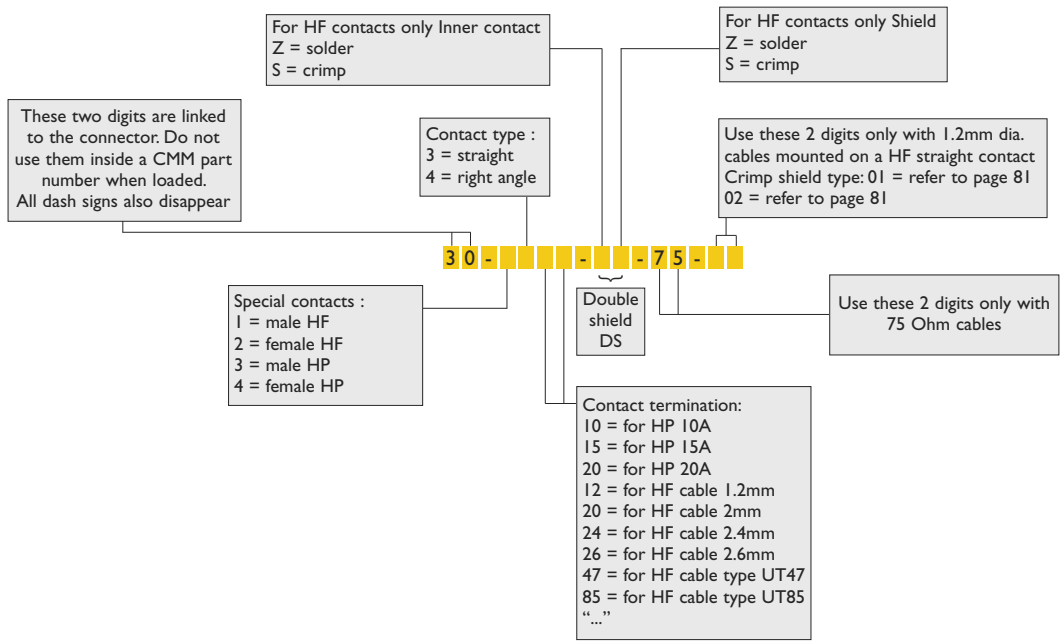 For HF contacts only Inner contact
Z = solder
S = crimp
For HF contacts only Shield
Z = solder
S = crimp
These two digits are linked
to the connector. Do not
use them inside a CMM part
number when loaded.
All dash signs also disappear
Contact type :
3 = straight
4 = right angle
Use these 2 digits only with 1.2mm dia.
cables mounted on a HF straight contact
Crimp shield type: 01 = refer to page 81
02 = refer to page 81
30- - -75-
Special contacts :
1 = male HF
2 = female HF
3 = male HP
4 = female HP
Double
shield
DS
Use these 2 digits only with
75 Ohm cables
Contact termination:
10 = for HP 10A
15 = for HP 15A
20 = for HP 20A
12 = for HF cable 1.2mm
20 = for HF cable 2mm
24 = for HF cable 2.4mm
26 = for HF cable 2.6mm
47 = for HF cable type UT47
85 = for HF cable type UT85
“...”